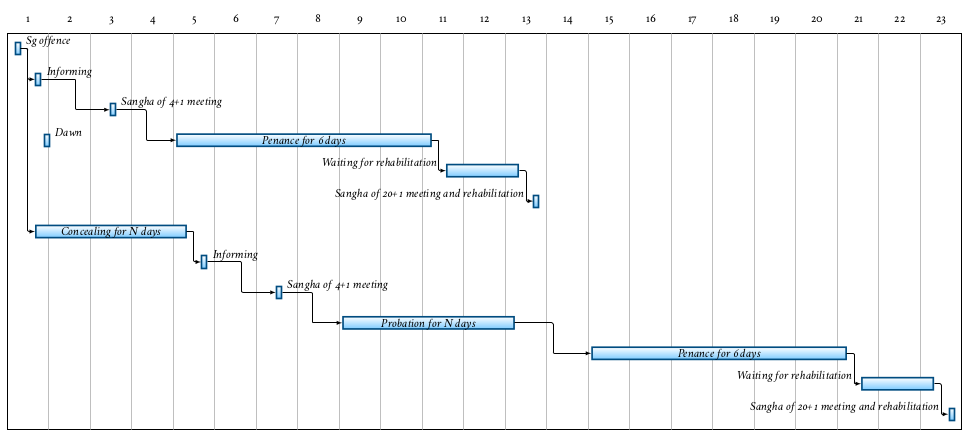 1 2 3 4 5 6 7 8 9 10 11 12 13 14 15 16 17 18 19 20 21 22 23
Sg offence
Informing
Sangha of 4+1 meeting
Dawn
Penance for 6 days
Waiting for rehabilitation
Sangha of 20+1 meeting and rehabilitation
Concealing for N days
Informing
Sangha of 4+1 meeting
Probation for N days
Penance for 6 days
Waiting for rehabilitation
Sangha of 20+1 meeting and rehabilitation